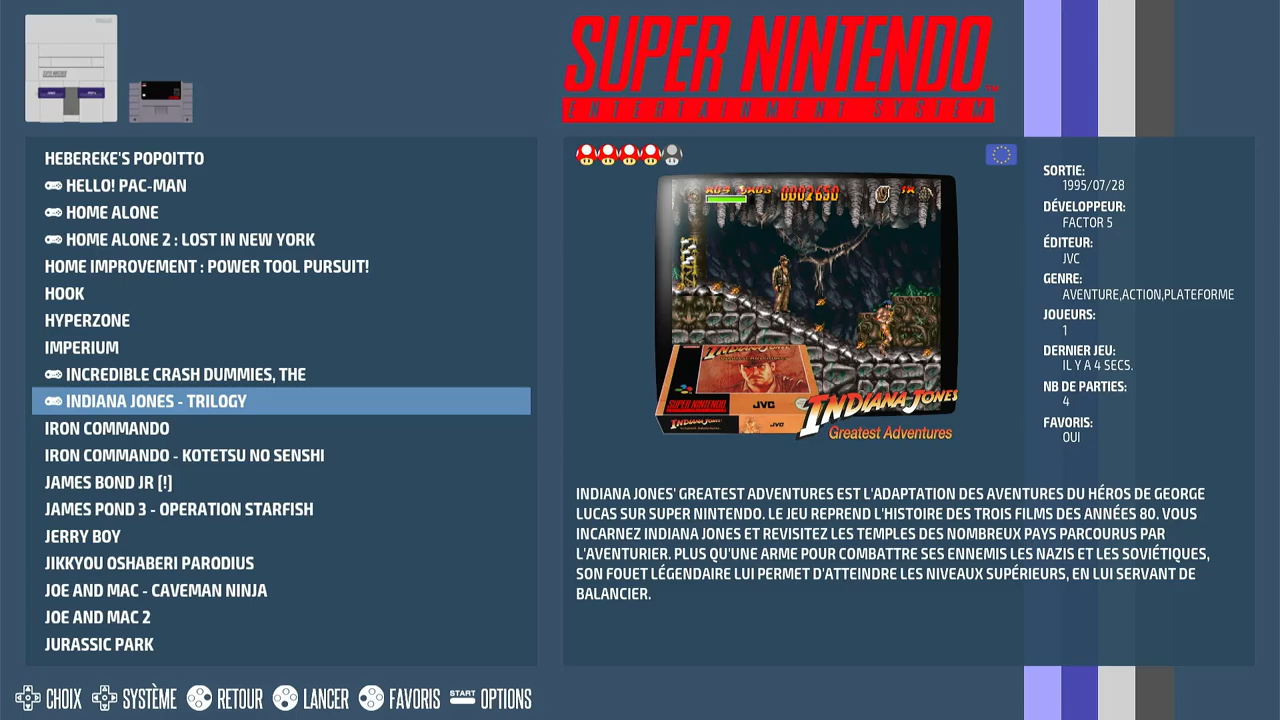 SUPER NINTENDO
ENTERTAINMENT SYSTEM
HEBEREKE'S POPOITTO
HELLO! PAC-MAN
HOME ALONE
HOME ALONE 2 : LOST IN NEW YORK
HOME IMPROVEMENT : POWER TOOL PURSUIT!
HOOK
HYPERZONE
IMPERIUM
INCREDIBLE CRASH DUMMIES, THE
INDIANA JONES - TRILOGY
IRON COMMANDO
IRON COMMANDO - KOTETSU NO SENSHI
JAMES BOND JR [!]
JAMES POND 3 - OPERATION STARFISH
JERRY BOY
JIKKYOU OSHABERI PARODIUS
JOE AND MAC - CAVEMAN NINJA
JOE AND MAC 2
JURASSIC PARK
0002650
INDIANA JONES
SUPER NINTENDO
JVC
INDIANA JONES
JVC
INDIANA JONES
Greatest Adventures
SORTIE:
1995/07/28
DÉVELOPPEUR:
FACTOR 5
ÉDITEUR:
JVC
GENRE:
AVENTURE,ACTION,PLATEFORME
JOUEURS:
1
DERNIER JEU:
IL Y A 4 SECS.
NB DE PARTIES:
4
FAVORIS:
OUI
INDIANA JONES' GREATEST ADVENTURES EST L'ADAPTATION DES AVENTURES DU HÉROS DE GEORGE
LUCAS SUR SUPER NINTENDO. LE JEU REPREND L'HISTOIRE DES TROIS FILMS DES ANNÉES 80. VOUS
INCARNEZ INDIANA JONES ET REVISITEZ LES TEMPLES DES NOMBREUX PAYS PARCOURUS PAR
L'AVENTURIER. PLUS QU'UNE ARME POUR COMBATTRE SES ENNEMIS LES NAZIS ET LES SOVIÉTIQUES,
SON FOUET LÉGENDAIRE LUI PERMET D'ATTEINDRE LES NIVEAUX SUPÉRIEURS, EN LUI SERVANT DE
BALANCIER.
CHOIX SYSTÈME RETOUR LANCER FAVORIS START OPTIONS